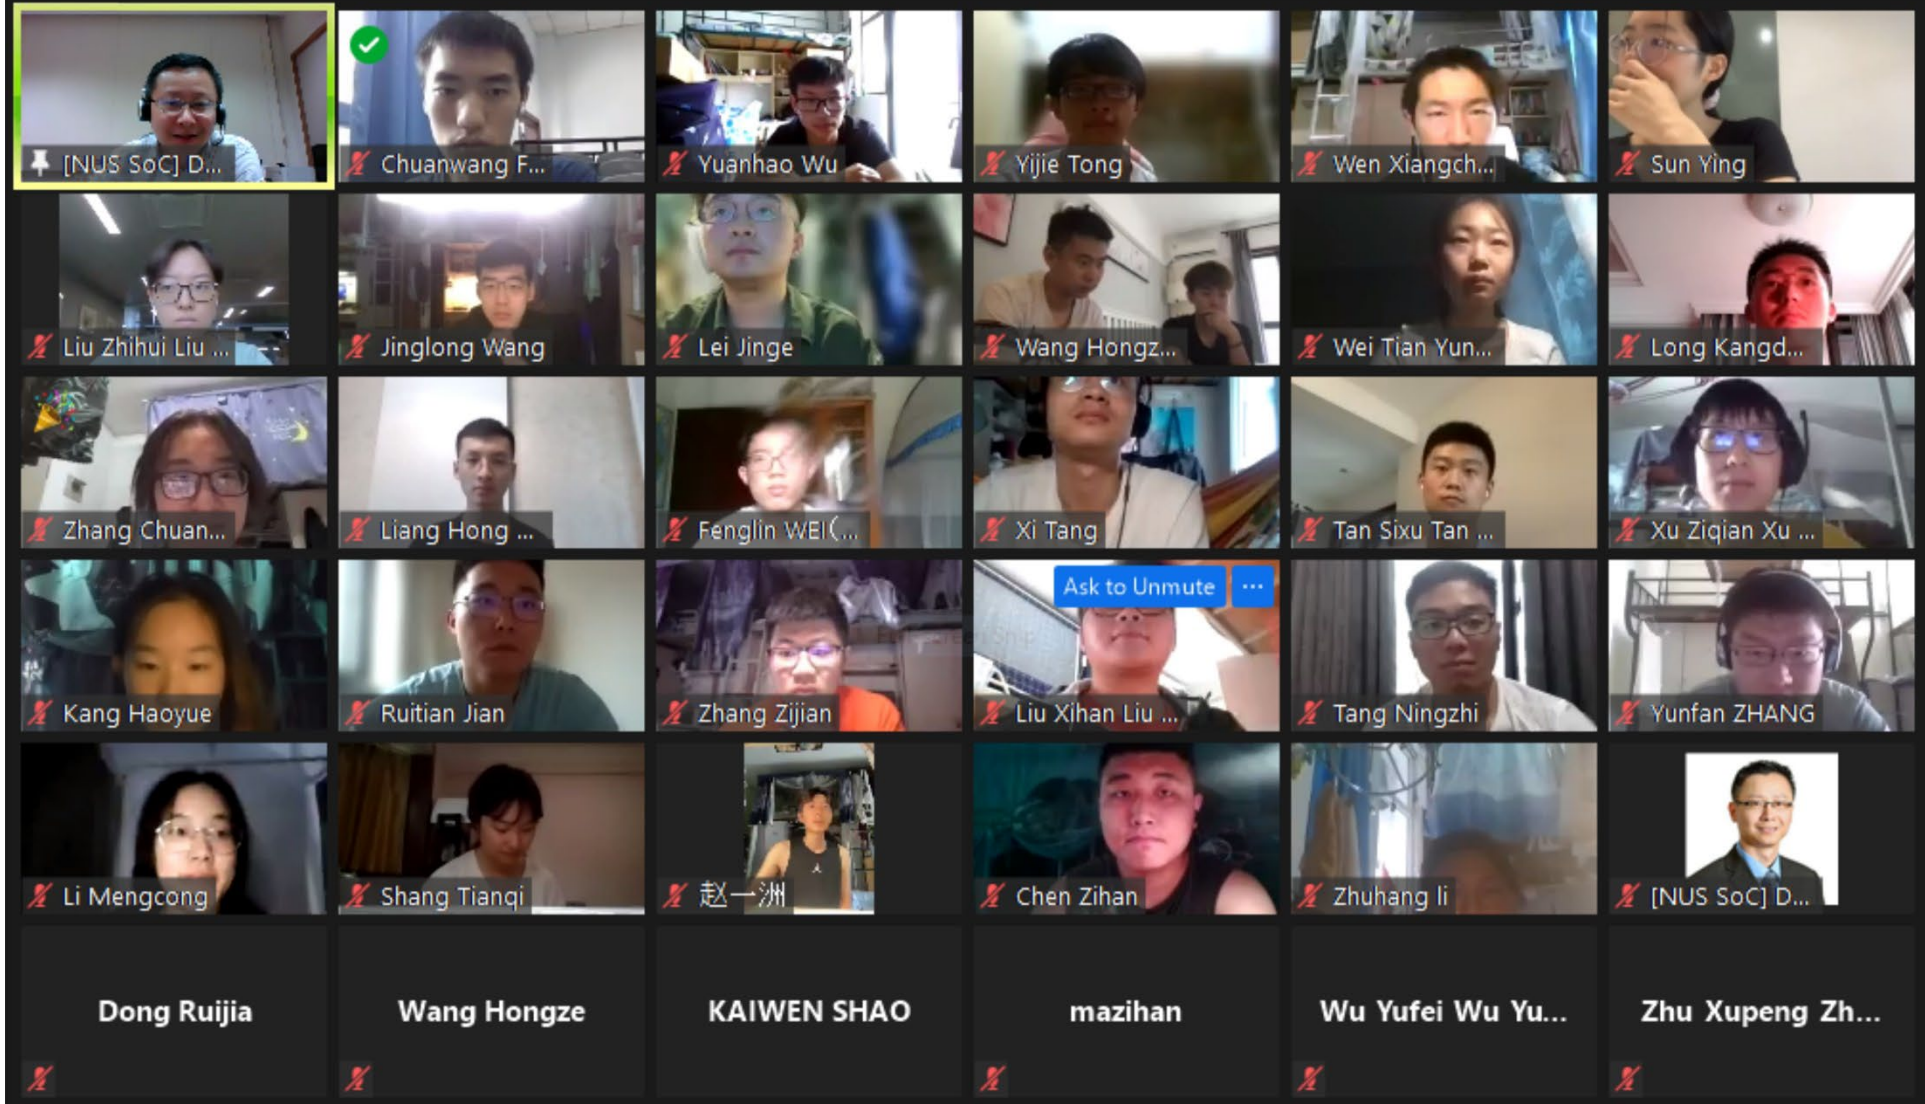 [NUS SoC] D...
Chuanwang F...
Yuanhao Wu
Yijie Tong
Wen Xiangch...
Sun Ying
Liu Zhihui Liu ...
Jinglong Wang
Lei Jinge
Wang Hongz...
Wei Tian Yun...
Long Kangd...
Zhang Chuan...
Liang Hong ...
Fenglin WEI(...
Xi Tang
Tan Sixu Tan ...
Xu Ziqian Xu ...
Kang Haoyue
Ruitian Jian
Zhang Zijian
Ask to Unmute ...
Liu Xihan Liu ...
Tang Ningzhi
Yunfan ZHANG
Li Mengcong
Shang Tianqi
赵一洲
Chen Zihan
Zhuhang li
[NUS SoC] D...
Dong Ruijia
Wang Hongze
KAIWEN SHAO
mazihan
Wu Yufei Wu Yu...
Zhu Xupeng Zh...